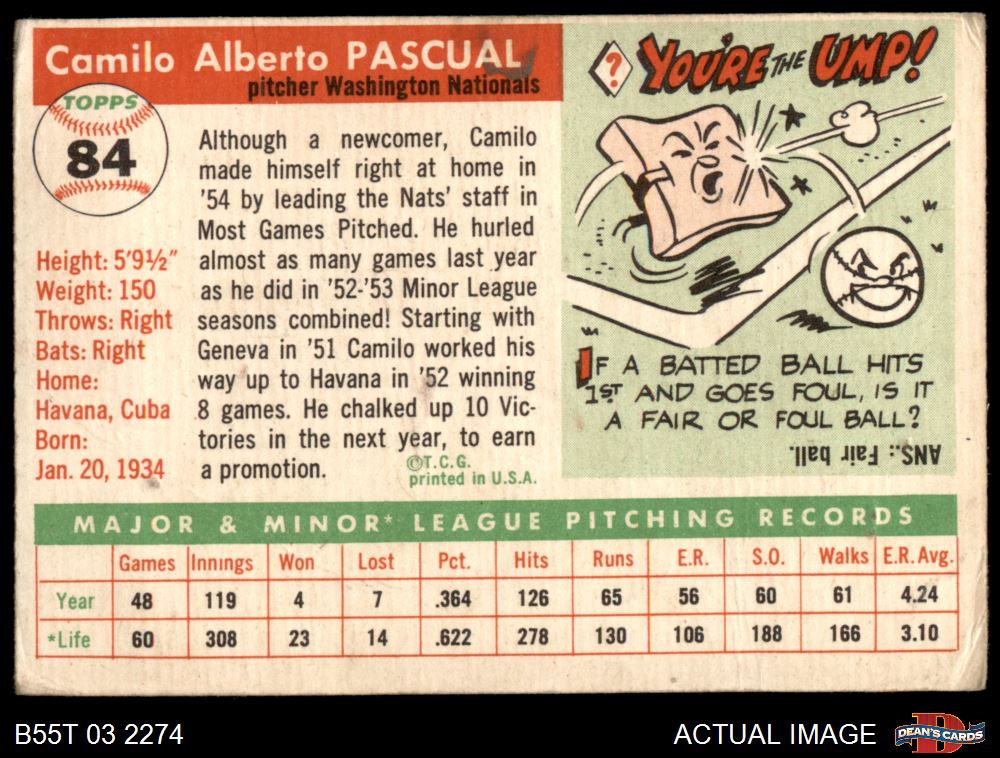 Camilo Alberto PASCUAL
pitcher Washington Nationals
TOPPS
84
Height: 5'9½"
Weight: 150
Throws: Right
Bats: Right
Home:
Havana, Cuba
Born:
Jan. 20, 1934
Although a newcomer, Camilo
made himself right at home in
'54 by leading the Nats' staff in
Most Games Pitched. He hurled
almost as many games last year
as he did in '52-'53 Minor League
seasons combined! Starting with
Geneva in '51 Camilo worked his
way up to Havana in '52 winning
8 games. He chalked up 10 Vic-
tories in the next year, to earn
a promotion.
©T.C.G.
printed in U.S.A.
? YOU'RE THE UMP!
IF A BATTED BALL HITS
1ST AND GOES FOUL, IS IT
A FAIR OR FOUL BALL?
ANS.: Fair ball.
MAJOR & MINOR* LEAGUE PITCHING RECORDS
Games Innings Won Lost Pct. Hits Runs E.R. S.O. Walks E.R. Avg.
Year 48 119 4 7 .364 126 65 56 60 61 4.24
*Life 60 308 23 14 .622 278 130 106 188 166 3.10
B55T 03 2274
ACTUAL IMAGE
DEAN'S CARDS